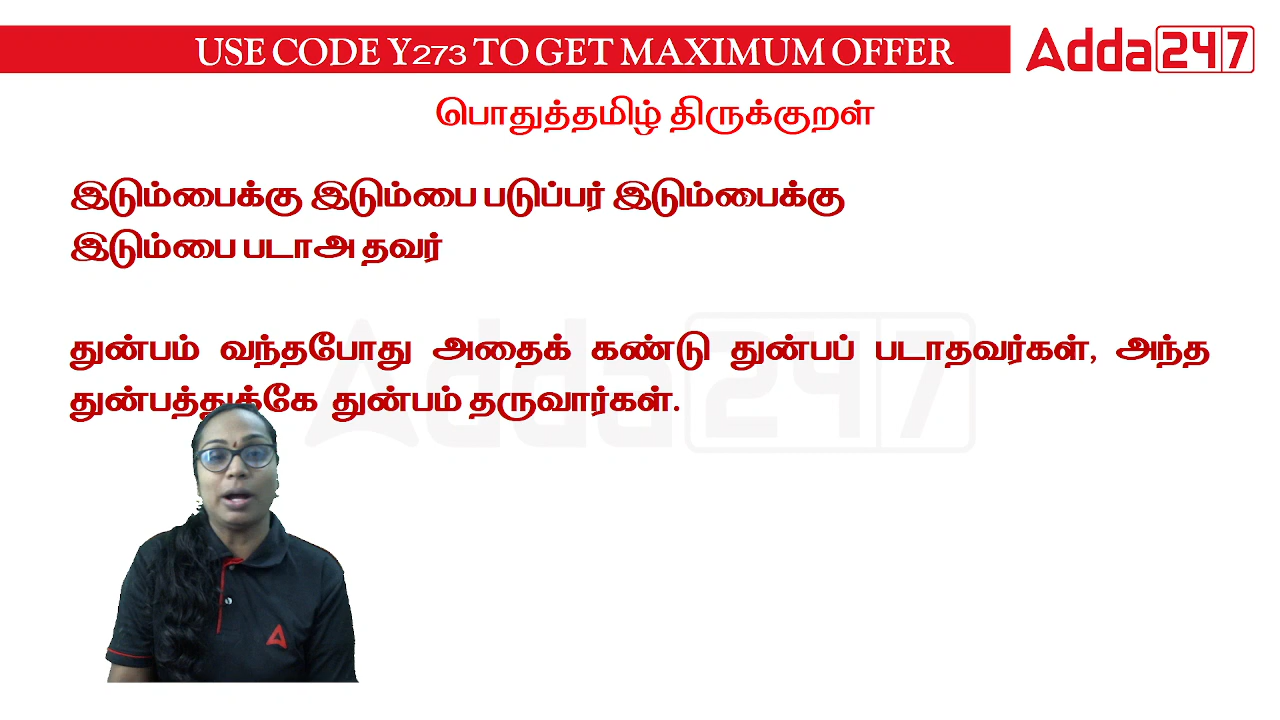 USE CODE Y273 TO GET MAXIMUM OFFER
Adda247
பொதுத்தமிழ் திருக்குறள்
இடும்பைக்கு இடும்பை படுப்பர் இடும்பைக்கு
இடும்பை படாஅ தவர்
துன்பம் வந்தபோது அதைக் கண்டு துன்பப் படாதவர்கள், அந்த
துன்பத்துக்கே துன்பம் தருவார்கள்.
Adda247